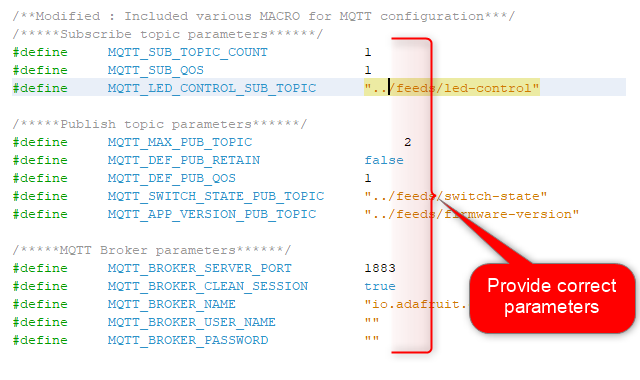 /**Modified : Included various MACRO for MQTT configuration***/
/*****Subscribe topic parameters******/
#define MQTT_SUB_TOPIC_COUNT 1
#define MQTT_SUB_QOS 1
#define MQTT_LED_CONTROL_SUB_TOPIC "../feeds/led-control"
/*****Publish topic parameters******/
#define MQTT_MAX_PUB_TOPIC 2
#define MQTT_DEF_PUB_RETAIN false
#define MQTT_DEF_PUB_QOS 1
#define MQTT_SWITCH_STATE_PUB_TOPIC "../feeds/switch-state"
#define MQTT_APP_VERSION_PUB_TOPIC "../feeds/firmware-version"
/*****MQTT Broker parameters******/
#define MQTT_BROKER_SERVER_PORT 1883
#define MQTT_BROKER_CLEAN_SESSION true
#define MQTT_BROKER_NAME "io.adafruit.
#define MQTT_BROKER_USER_NAME ""
#define MQTT_BROKER_PASSWORD ""
Provide correct
parameters